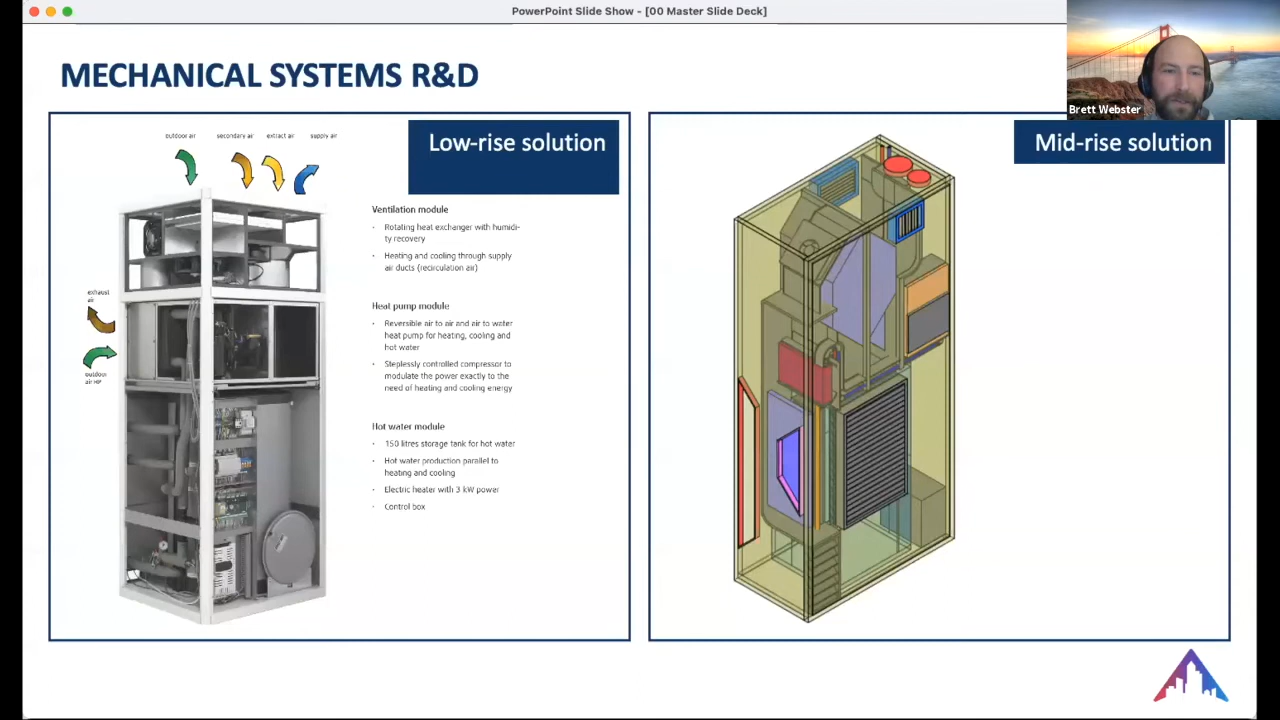 PowerPoint Slide Show - [00 Master Slide Deck]
Brett Webster
MECHANICAL SYSTEMS R&D
outdoor air
secondary air
extract air
supply air
Low-rise solution
exhaust
air
outdoor
air HP
Ventilation module
· Rotating heat exchanger with humidi-
ty recovery
· Heating and cooling through supply
air ducts (recirculation air)
Heat pump module
· Reversible air to air and air to water
heat pump for heating, cooling and
hot water
· Steplessly controlled compressor to
modulate the power exactly to the
need of heating and cooling energy
Hot water module
· 150 litres storage tank for hot water
· Hot water production parallel to
heating and cooling
· Electric heater with 3 kW power
· Control box
Mid-rise solution